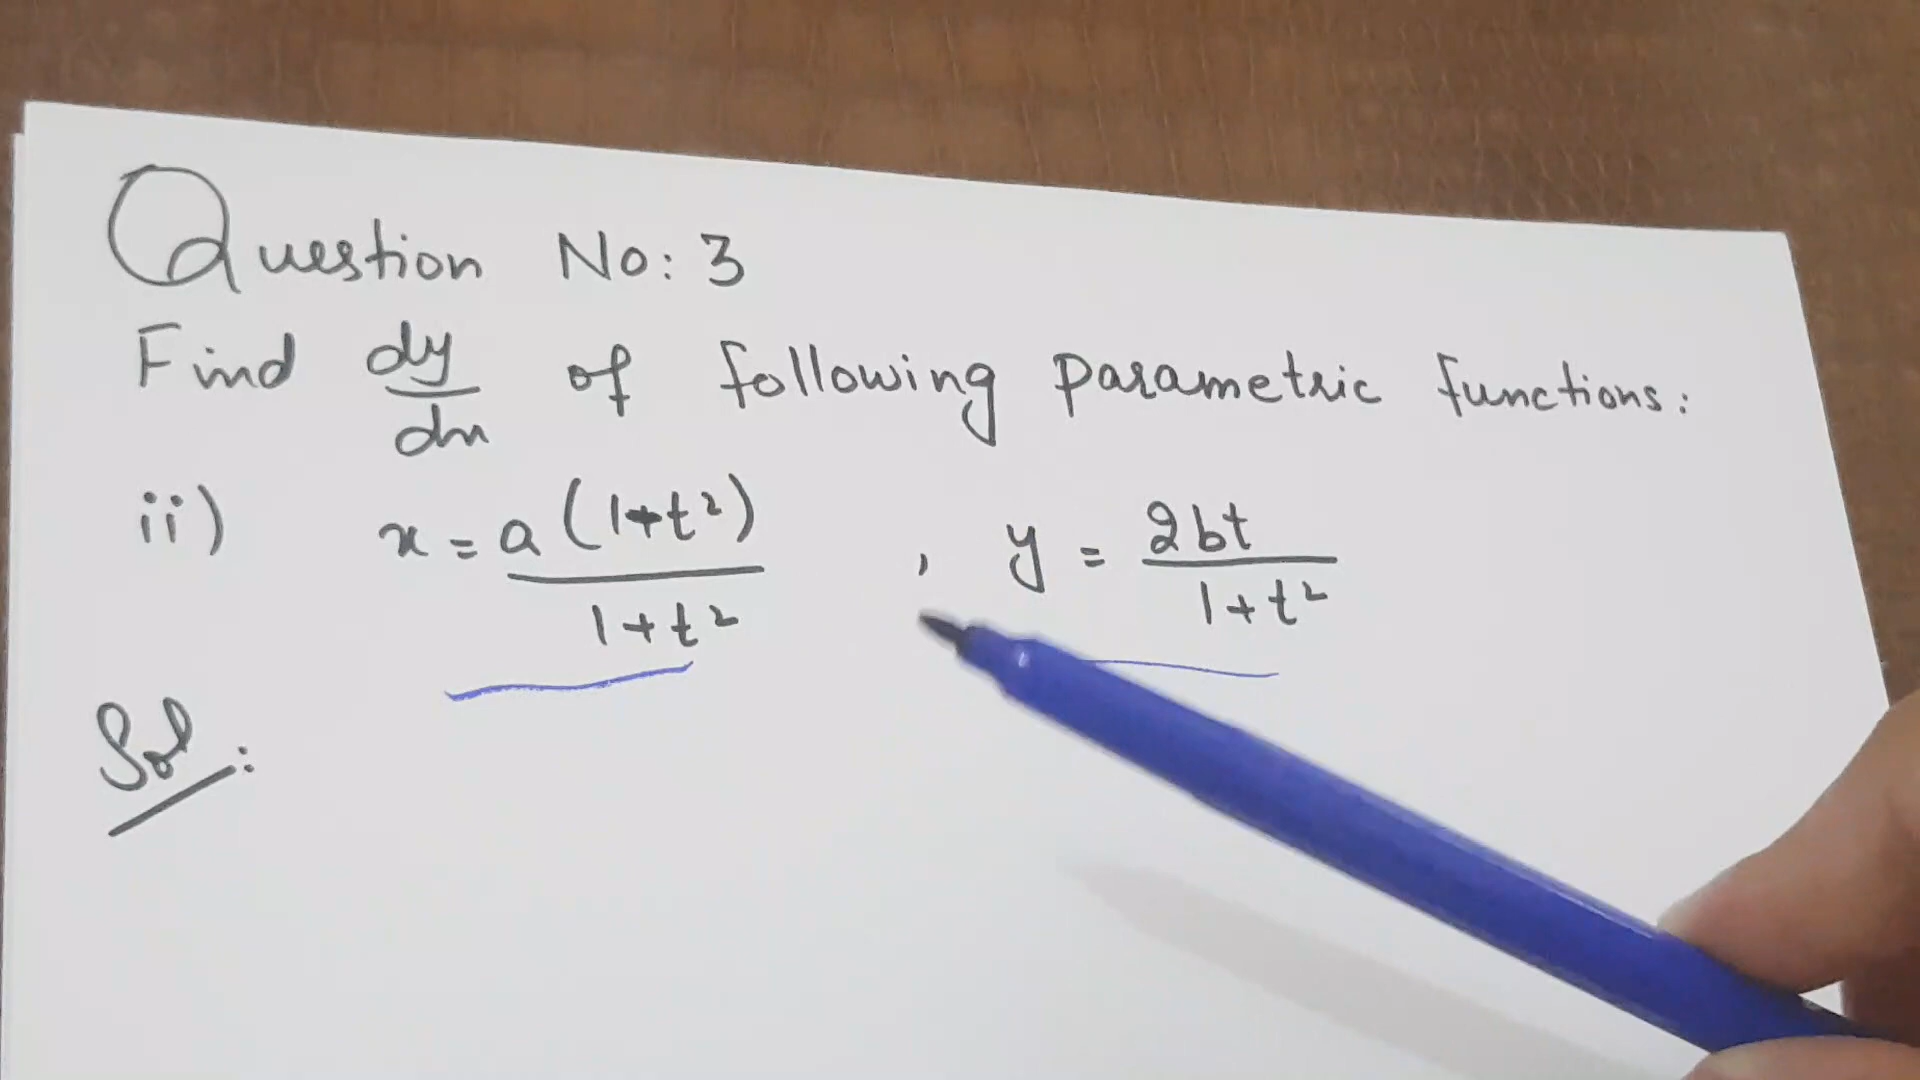 Question No: 3
Find dy/dx of following parametric functions:
ii) x = a(1+t²)/1+t² , y = 2bt/1+t²
Sol: